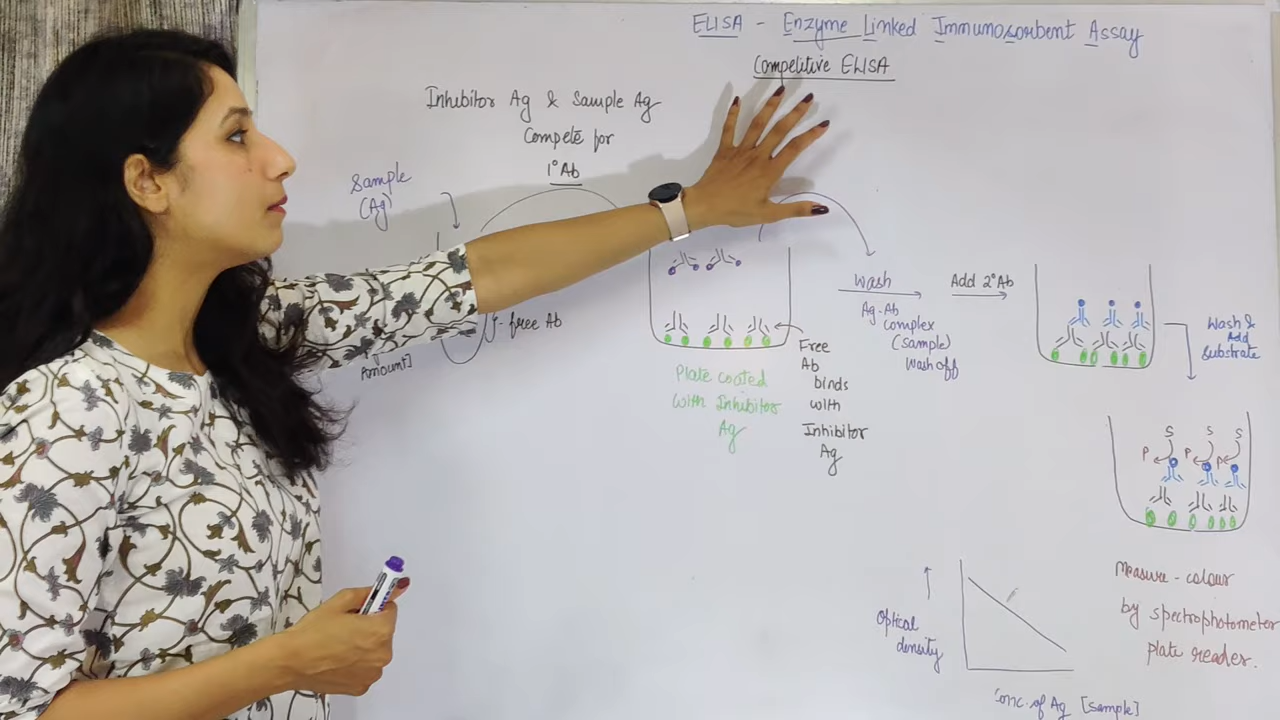 ELISA - Enzyme Linked Immunosorbent Assay
Competitive ELISA
Inhibitor Ag & Sample Ag
Compete for
1° Ab
Sample
(Ag)
Amount]
free Ab
Plate coated
with Inhibitor
Ag
Free
Ab
binds
with
Inhibitor
Ag
Wash
Ag-Ab
complex
(sample)
Wash off
Add 2° Ab
Wash &
Add
Substrate
S S S
P P P
Measure - colour
by spectrophotometer
plate reader.
Optical
density
Conc. of Ag [Sample]